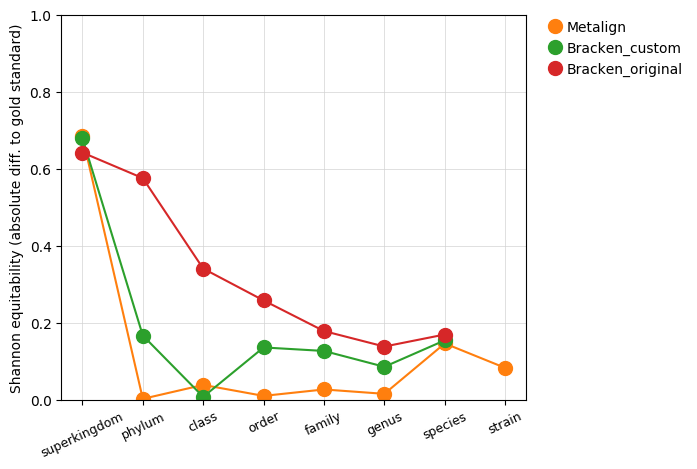 Shannon equitability (absolute diff. to gold standard)
1.0
0.8
0.6
0.4
0.2
0.0
superkingdom
phylum
class
order
family
genus
species
strain
Metalign
Bracken_custom
Bracken_original